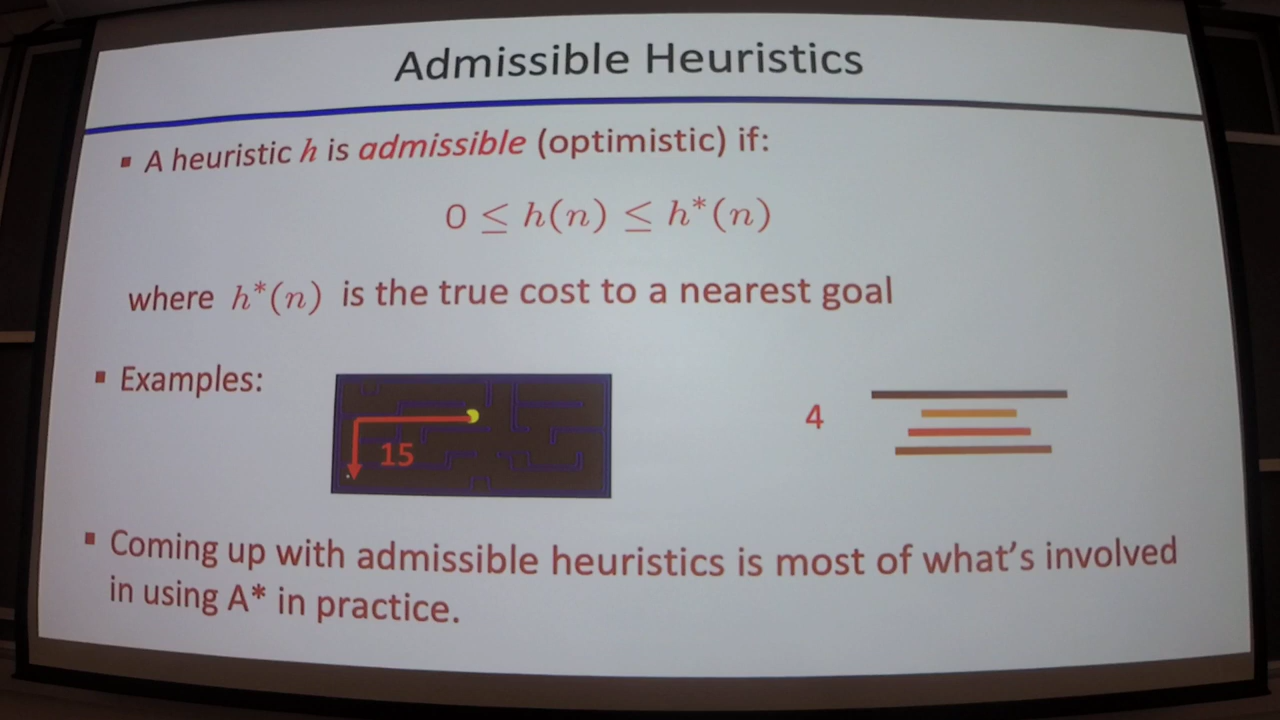 Admissible Heuristics
▪ A heuristic h is admissible (optimistic) if:
0 ≤ h(n) ≤ h*(n)
where h*(n) is the true cost to a nearest goal
▪ Examples:
15
4
▪ Coming up with admissible heuristics is most of what's involved
in using A* in practice.